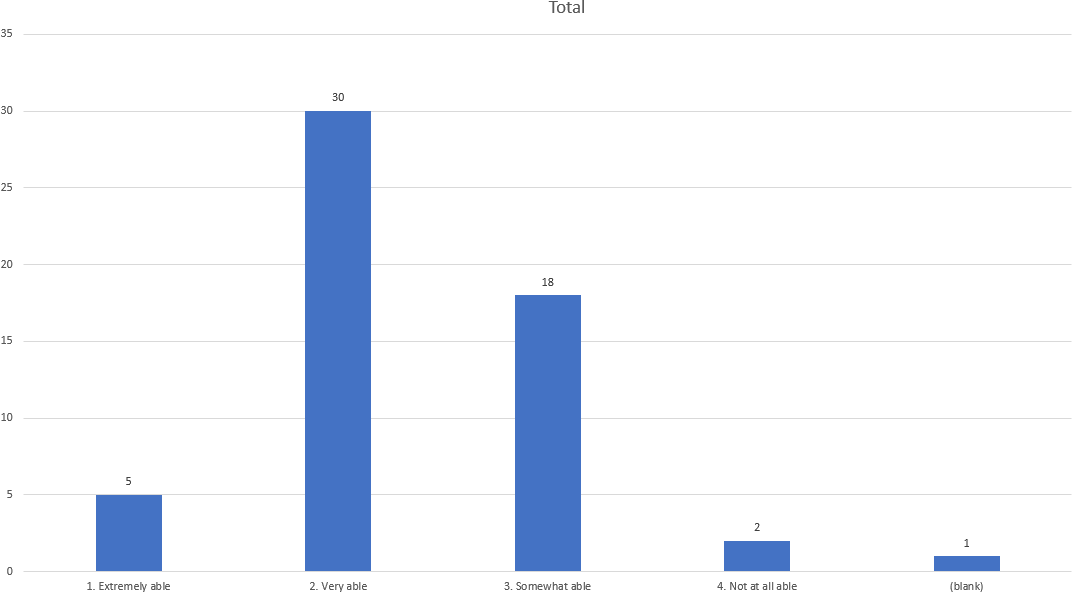 Total
35
30
25
20
15
10
5
0
5
30
18
2
1
1. Extremely able
2. Very able
3. Somewhat able
4. Not at all able
(blank)